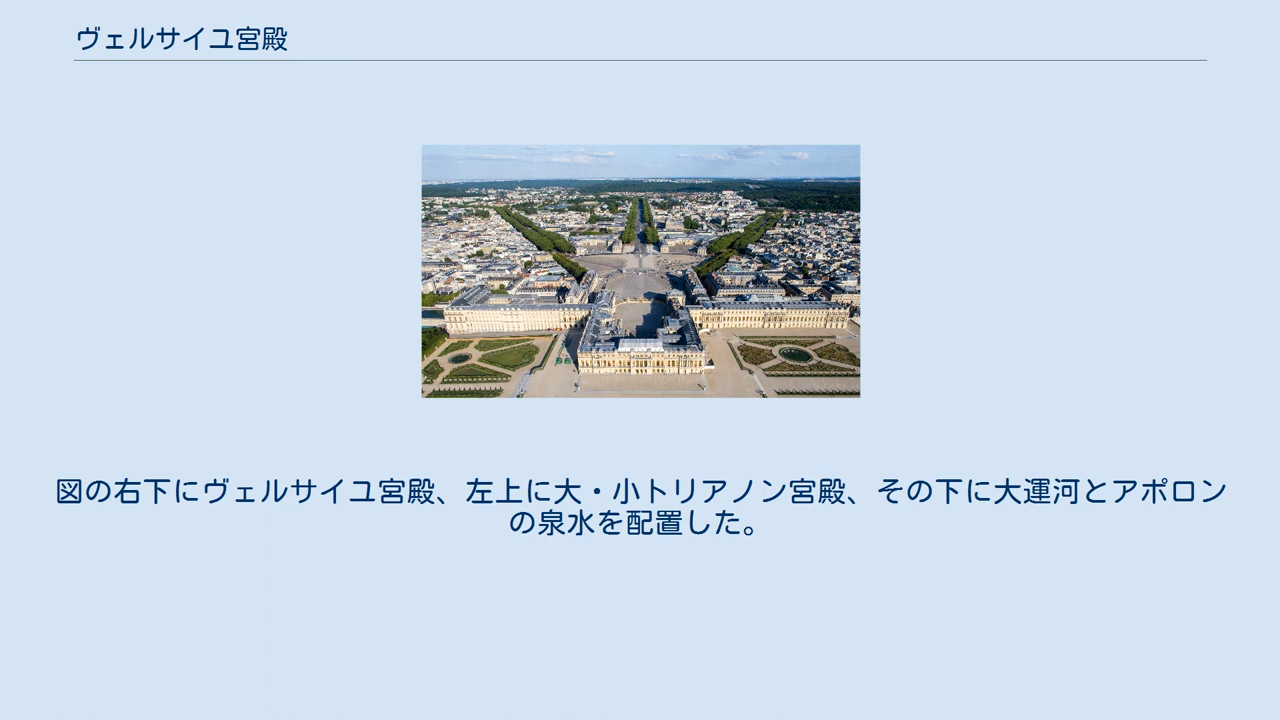 ヴェルサイユ宮殿
図の右下にヴェルサイユ宮殿、左上に大・小トリアノン宮殿、その下に大運河とアポロン
の泉水を配置した。